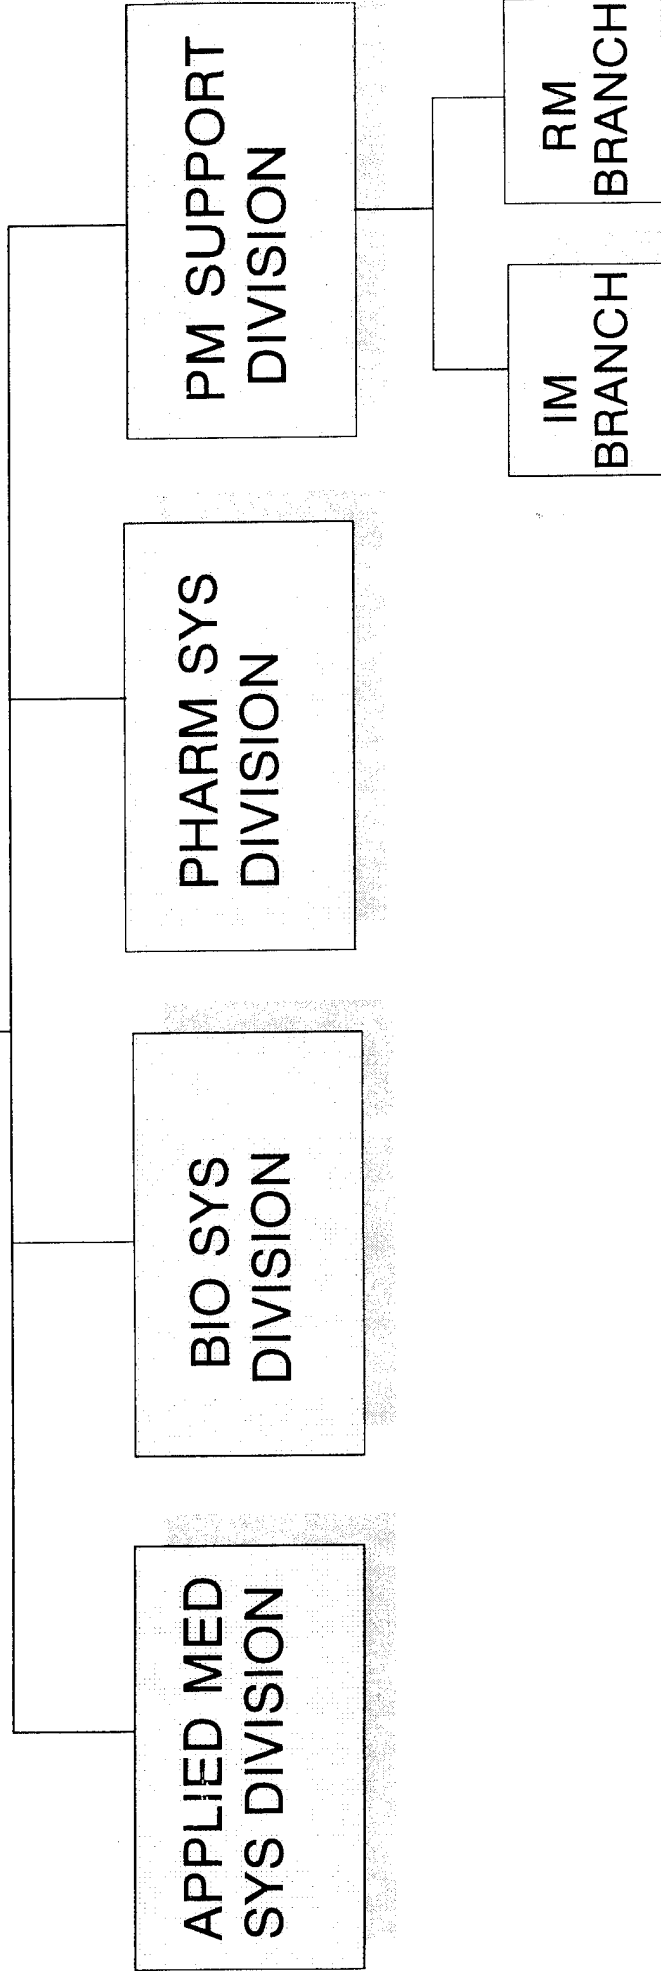 APPLIED MED
SYS DIVISION
BIO SYS
DIVISION
PHARM SYS
DIVISION
PM SUPPORT
DIVISION
IM
BRANCH
RM
BRANCH